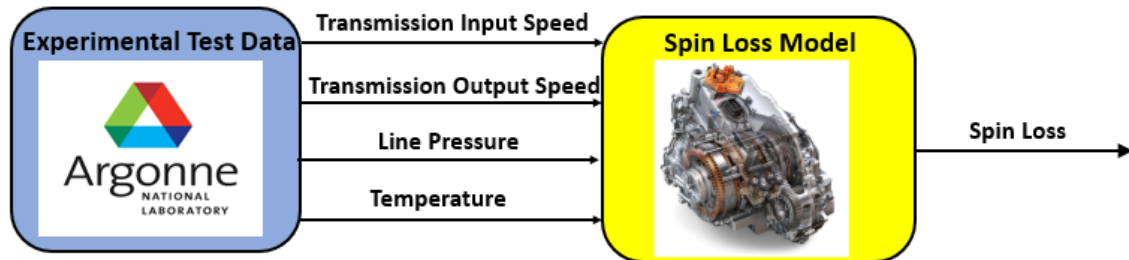 Experimental Test Data
Argonne
NATIONAL
LABORATORY
Transmission Input Speed
Transmission Output Speed
Line Pressure
Temperature
Spin Loss Model
Spin Loss